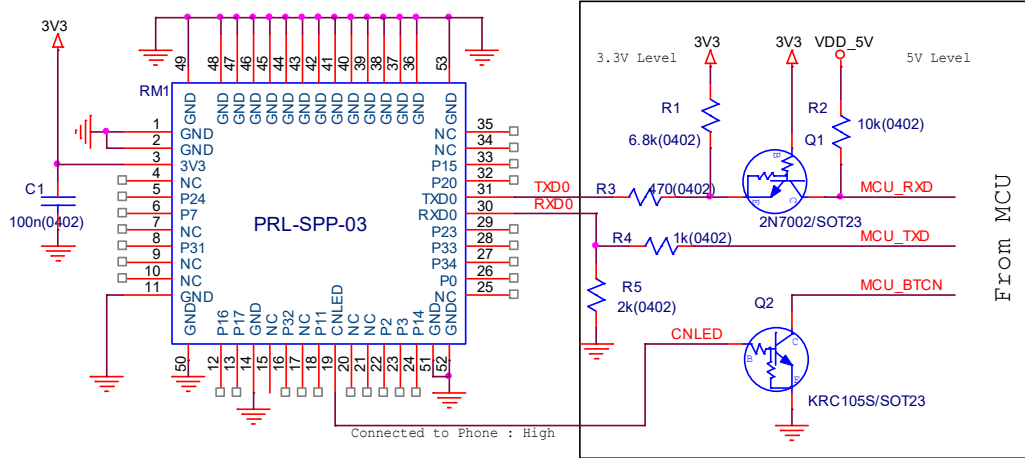 3V3
49 48 47 46 45 44 43 42 41 40 39 38 37 36 53
RM1
GND GND GND GND GND GND GND GND GND GND GND GND GND GND GND
1 GND
2 GND
3 3V3
4 NC
5 P24
6 P7
7 NC
8 P31
9 NC
10 NC
11 GND
C1
100n(0402)
PRL-SPP-03
NC 35
NC 34
P15 33
P20 32
TXD0 31
RXD0 30
P23 29
P33 28
P34 27
P0 26
NC 25
GND P16 P17 GND NC P32 NC P11 CNLED NC NC P2 P3 P14 GND GND
50 12 13 14 15 16 17 18 19 20 21 22 23 24 51 52
Connected to Phone : High
3.3V Level
3V3
3V3
VDD_5V
5V Level
R1
6.8k(0402)
R2
10k(0402)
Q1
B
E
C
2N7002/SOT23
TXD0
RXD0
R3
470(0402)
MCU_RXD
R4
1k(0402)
MCU_TXD
R5
2k(0402)
MCU_BTCN
Q2
CNLED
B
C
E
KRC105S/SOT23
From MCU